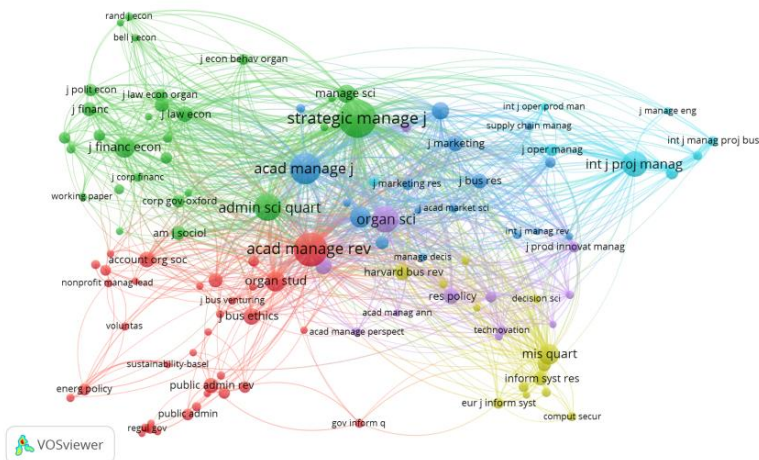 rand j econ
bell j econ
j econ behav organ
j polit econ
j law econ organ
manage sci
j financ
j law econ
strategic manage j
int j oper prod man
j manage eng
supply chain manag
int j manag proj bus
j financ econ
j marketing
j oper manag
int j proj manag
acad manage j
j corp financ
j marketing res
j bus res
working paper
corp gov-oxford
admin sci quart
j acad market sci
organ sci
am j sociol
int j manag rev
acad manage rev
j prod innovat manag
account org soc
manage decis
nonprofit manag lead
organ stud
harvard bus rev
j bus venturing
res policy
decision sci
j bus ethics
acad manag ann
voluntas
acad manage perspect
technovation
mis quart
sustainability-basel
energ policy
public admin rev
inform syst res
eur j inform syst
public admin
comput secur
regul gov
gov inform q
VOSviewer